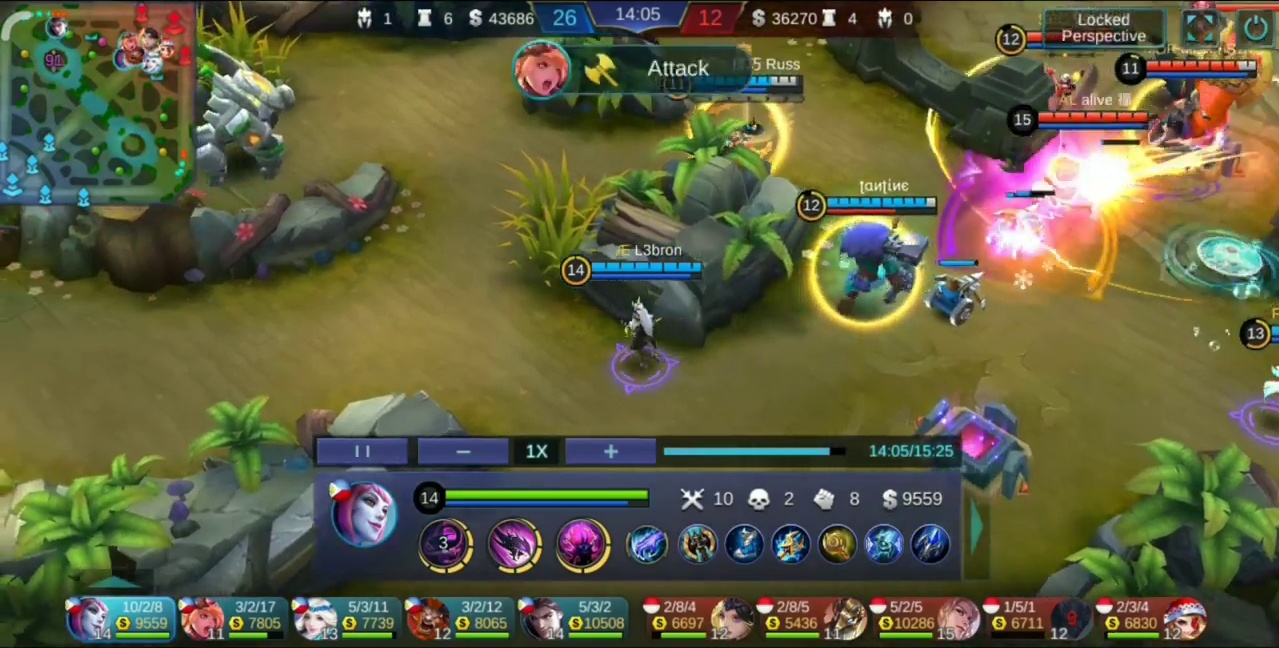 1 6 $ 43686 26 14:05 12 $ 36270 4 0
Locked
Perspective
12
11
Attack
Russ
AL alive
15
ʈanʈine
12
Æ L3bron
14
13
II − 1X + 14:05/15:25
14 10 2 8 $ 9559
3
10/2/8 3/2/17 5/3/11 3/2/12 5/3/2 2/8/4 2/8/5 5/2/5 1/5/1 2/3/4
9559 7805 7739 8065 10508 6697 5436 10286 6711 6830
14 11 13 12 14 12 11 15 12 12